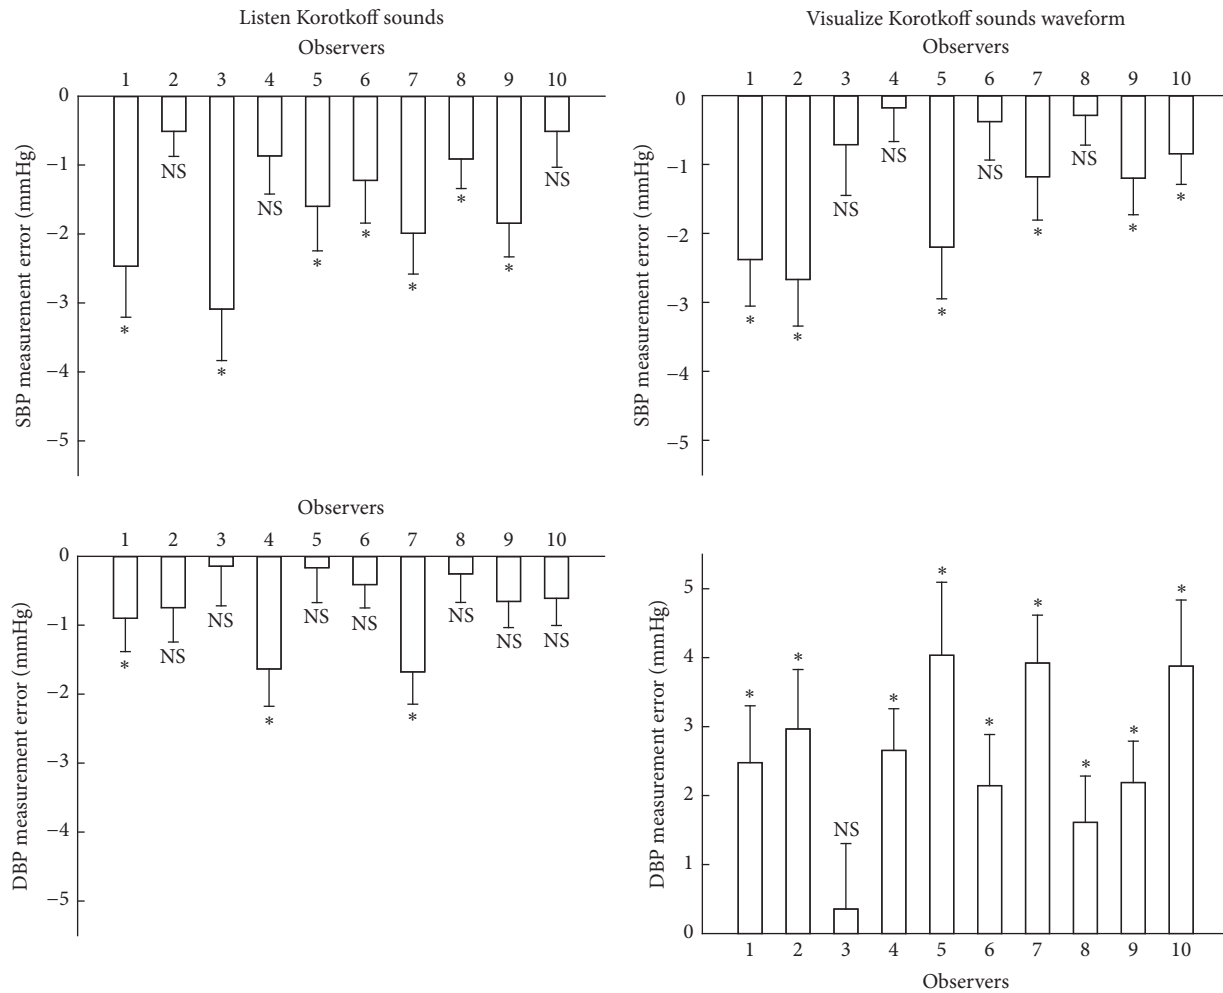 Listen Korotkoff sounds
Observers
1 2 3 4 5 6 7 8 9 10
0
−1
−2
−3
−4
−5
SBP measurement error (mmHg)
* NS * NS * * * * * NS
Visualize Korotkoff sounds waveform
Observers
1 2 3 4 5 6 7 8 9 10
0
−1
−2
−3
−4
−5
SBP measurement error (mmHg)
* * NS NS * NS * NS * *
Observers
1 2 3 4 5 6 7 8 9 10
0
−1
−2
−3
−4
−5
DBP measurement error (mmHg)
* NS NS * NS NS * NS NS NS
5
4
3
2
1
0
DBP measurement error (mmHg)
* * NS * * * * * * *
1 2 3 4 5 6 7 8 9 10
Observers